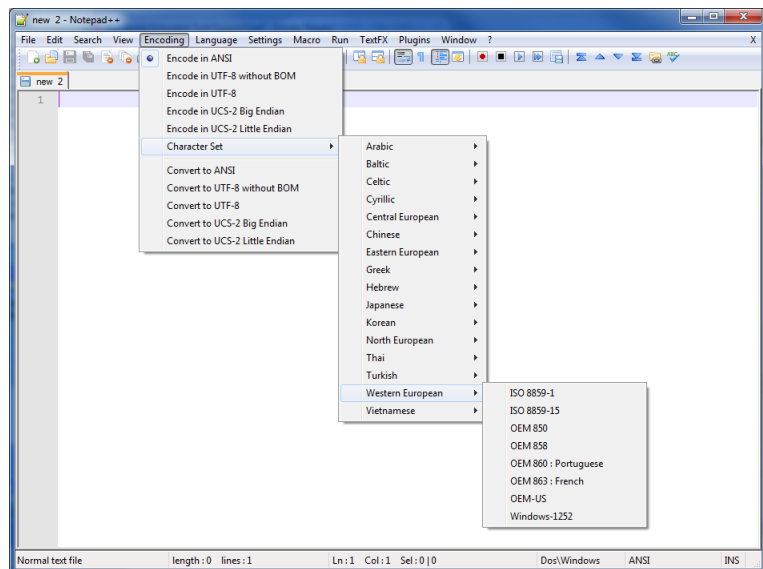 new 2 - Notepad++
File Edit Search View Encoding Language Settings Macro Run TextFX Plugins Window ? X
new 2
1
Encode in ANSI
Encode in UTF-8 without BOM
Encode in UTF-8
Encode in UCS-2 Big Endian
Encode in UCS-2 Little Endian
Character Set
Convert to ANSI
Convert to UTF-8 without BOM
Convert to UTF-8
Convert to UCS-2 Big Endian
Convert to UCS-2 Little Endian
Arabic
Baltic
Celtic
Cyrillic
Central European
Chinese
Eastern European
Greek
Hebrew
Japanese
Korean
North European
Thai
Turkish
Western European
Vietnamese
ISO 8859-1
ISO 8859-15
OEM 850
OEM 858
OEM 860 : Portuguese
OEM 863 : French
OEM-US
Windows-1252
Normal text file length : 0 lines : 1 Ln : 1 Col : 1 Sel : 0 | 0 Dos\Windows ANSI INS